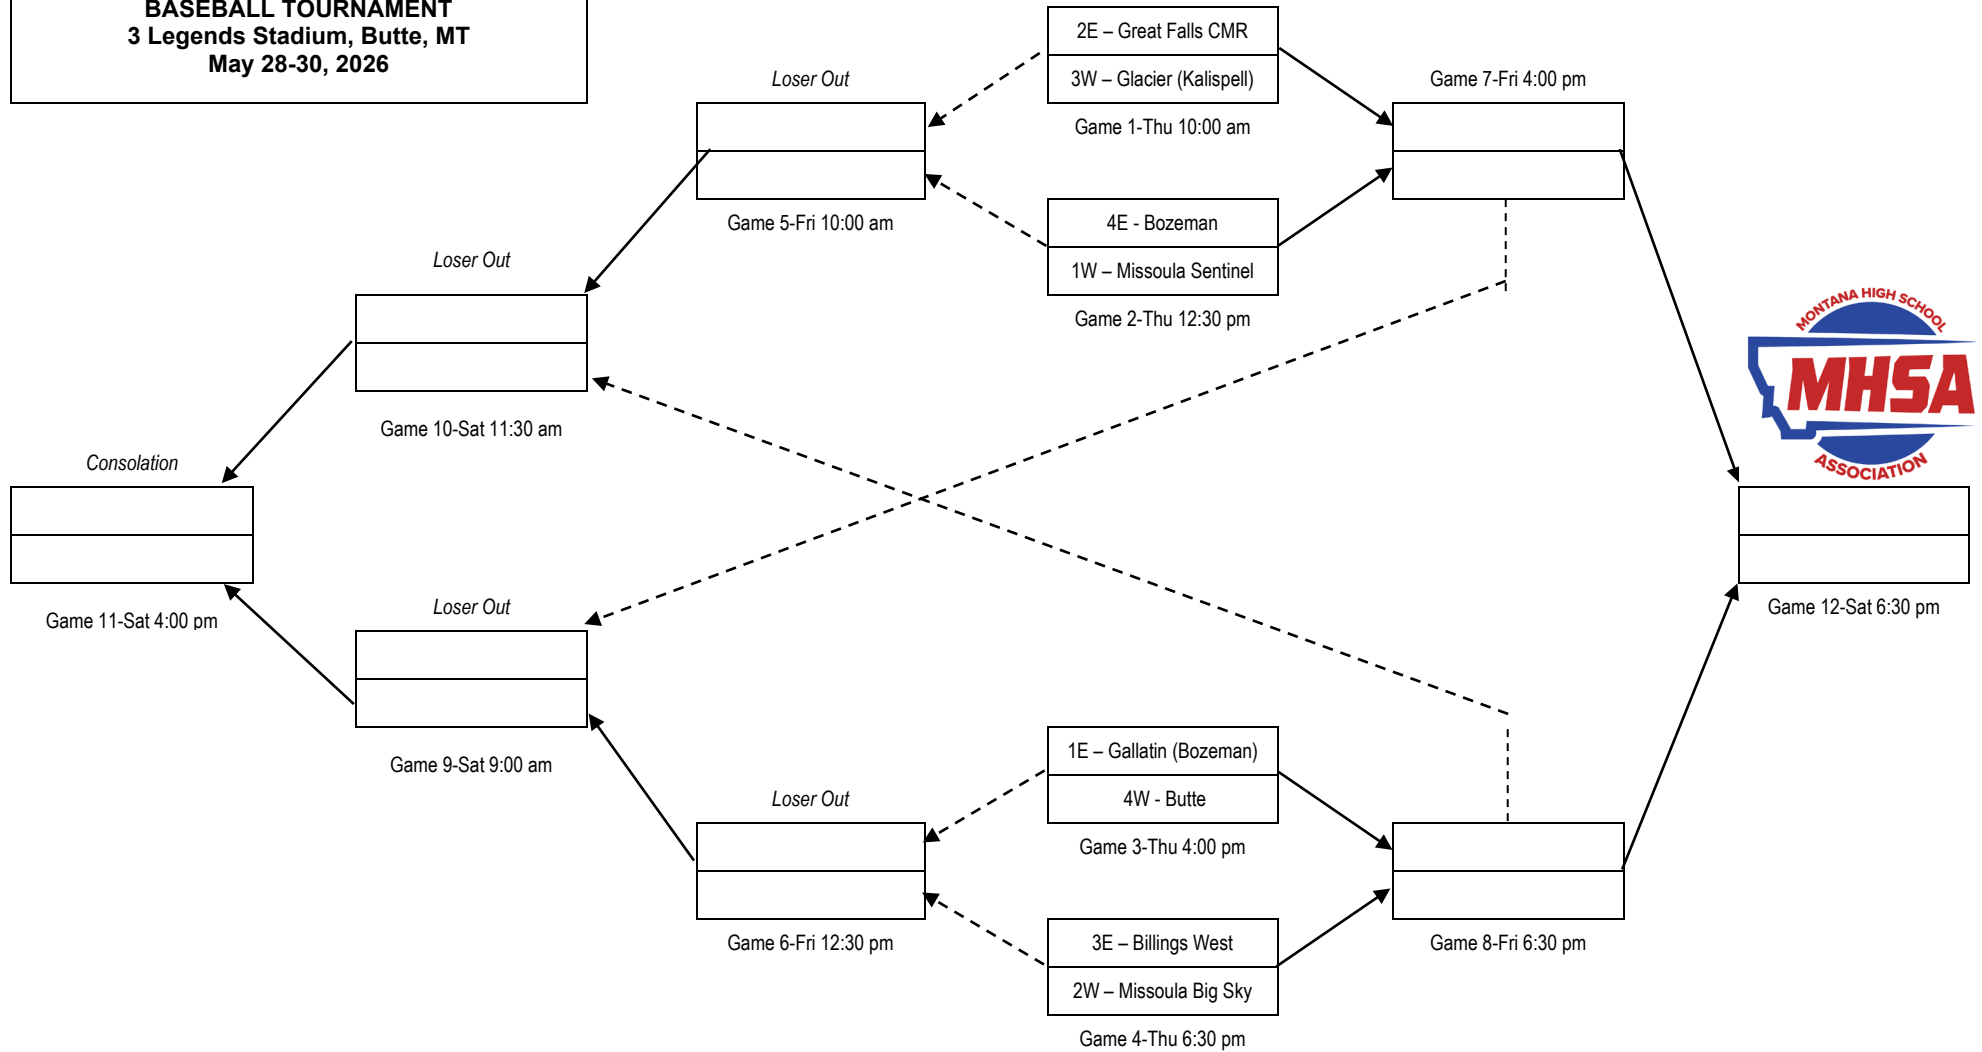 BASEBALL TOURNAMENT
3 Legends Stadium, Butte, MT
May 28-30, 2026
2E – Great Falls CMR
3W – Glacier (Kalispell)
Game 1-Thu 10:00 am
Loser Out
Game 7-Fri 4:00 pm
Game 5-Fri 10:00 am
4E - Bozeman
1W – Missoula Sentinel
Game 2-Thu 12:30 pm
Loser Out
Game 10-Sat 11:30 am
MONTANA HIGH SCHOOL
MHSA
ASSOCIATION
Consolation
Game 11-Sat 4:00 pm
Loser Out
Game 12-Sat 6:30 pm
Game 9-Sat 9:00 am
1E – Gallatin (Bozeman)
4W - Butte
Game 3-Thu 4:00 pm
Loser Out
Game 6-Fri 12:30 pm
3E – Billings West
2W – Missoula Big Sky
Game 4-Thu 6:30 pm
Game 8-Fri 6:30 pm